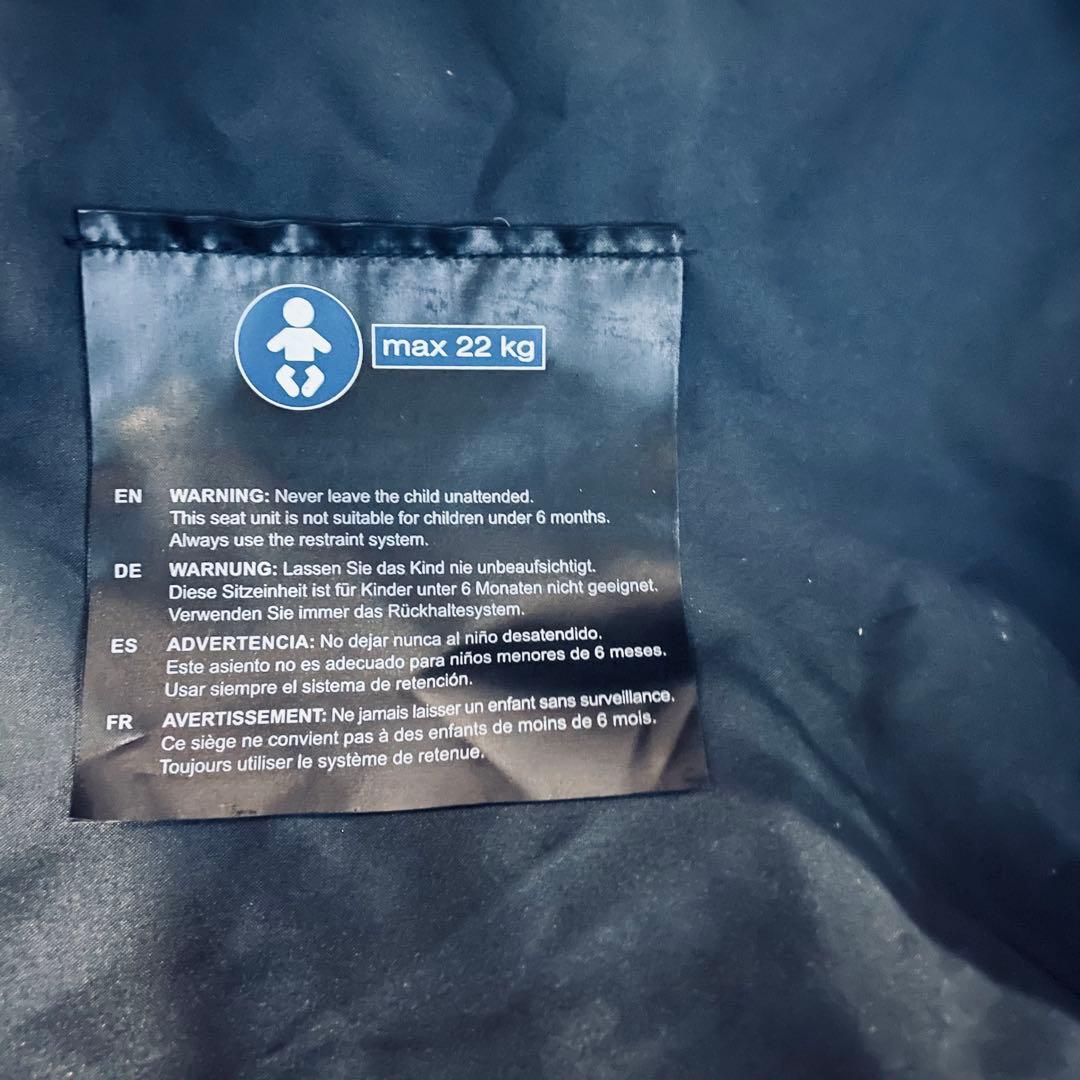 max 22 kg
EN WARNING: Never leave the child unattended.
This seat unit is not suitable for children under 6 months.
Always use the restraint system.
DE WARNUNG: Lassen Sie das Kind nie unbeaufsichtigt.
Diese Sitzeinheit ist für Kinder unter 6 Monaten nicht geeignet.
Verwenden Sie immer das Rückhaltesystem.
ES ADVERTENCIA: No dejar nunca al niño desatendido.
Este asiento no es adecuado para niños menores de 6 meses.
Usar siempre el sistema de retención.
FR AVERTISSEMENT: Ne jamais laisser un enfant sans surveillance.
Ce siège ne convient pas à des enfants de moins de 6 mois.
Toujours utiliser le système de retenue.